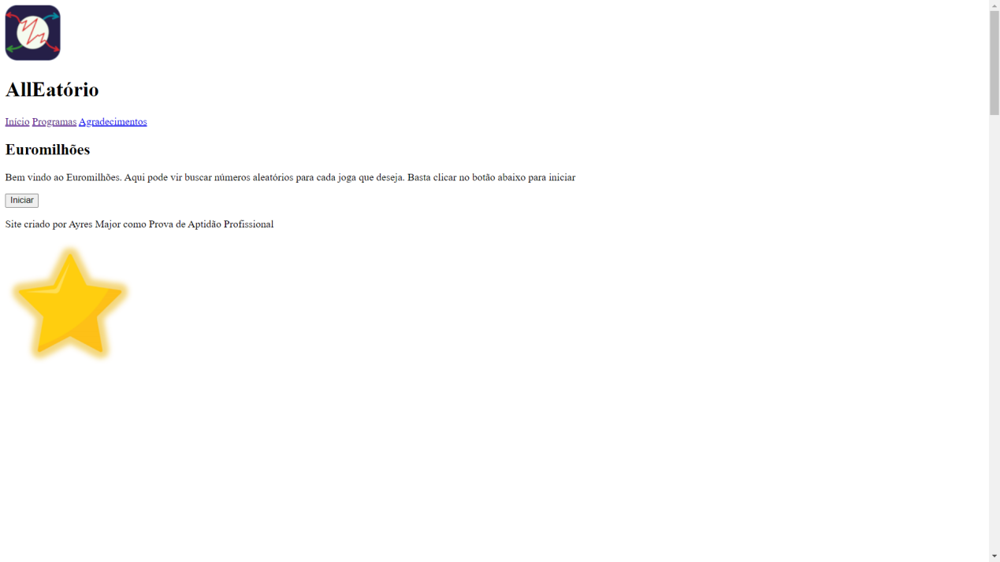 AllEatório
Início Programas Agradecimentos
Euromilhões
Bem vindo ao Euromilhões. Aqui pode vir buscar números aleatórios para cada joga que deseja. Basta clicar no botão abaixo para iniciar
Iniciar
Site criado por Ayres Major como Prova de Aptidão Profissional